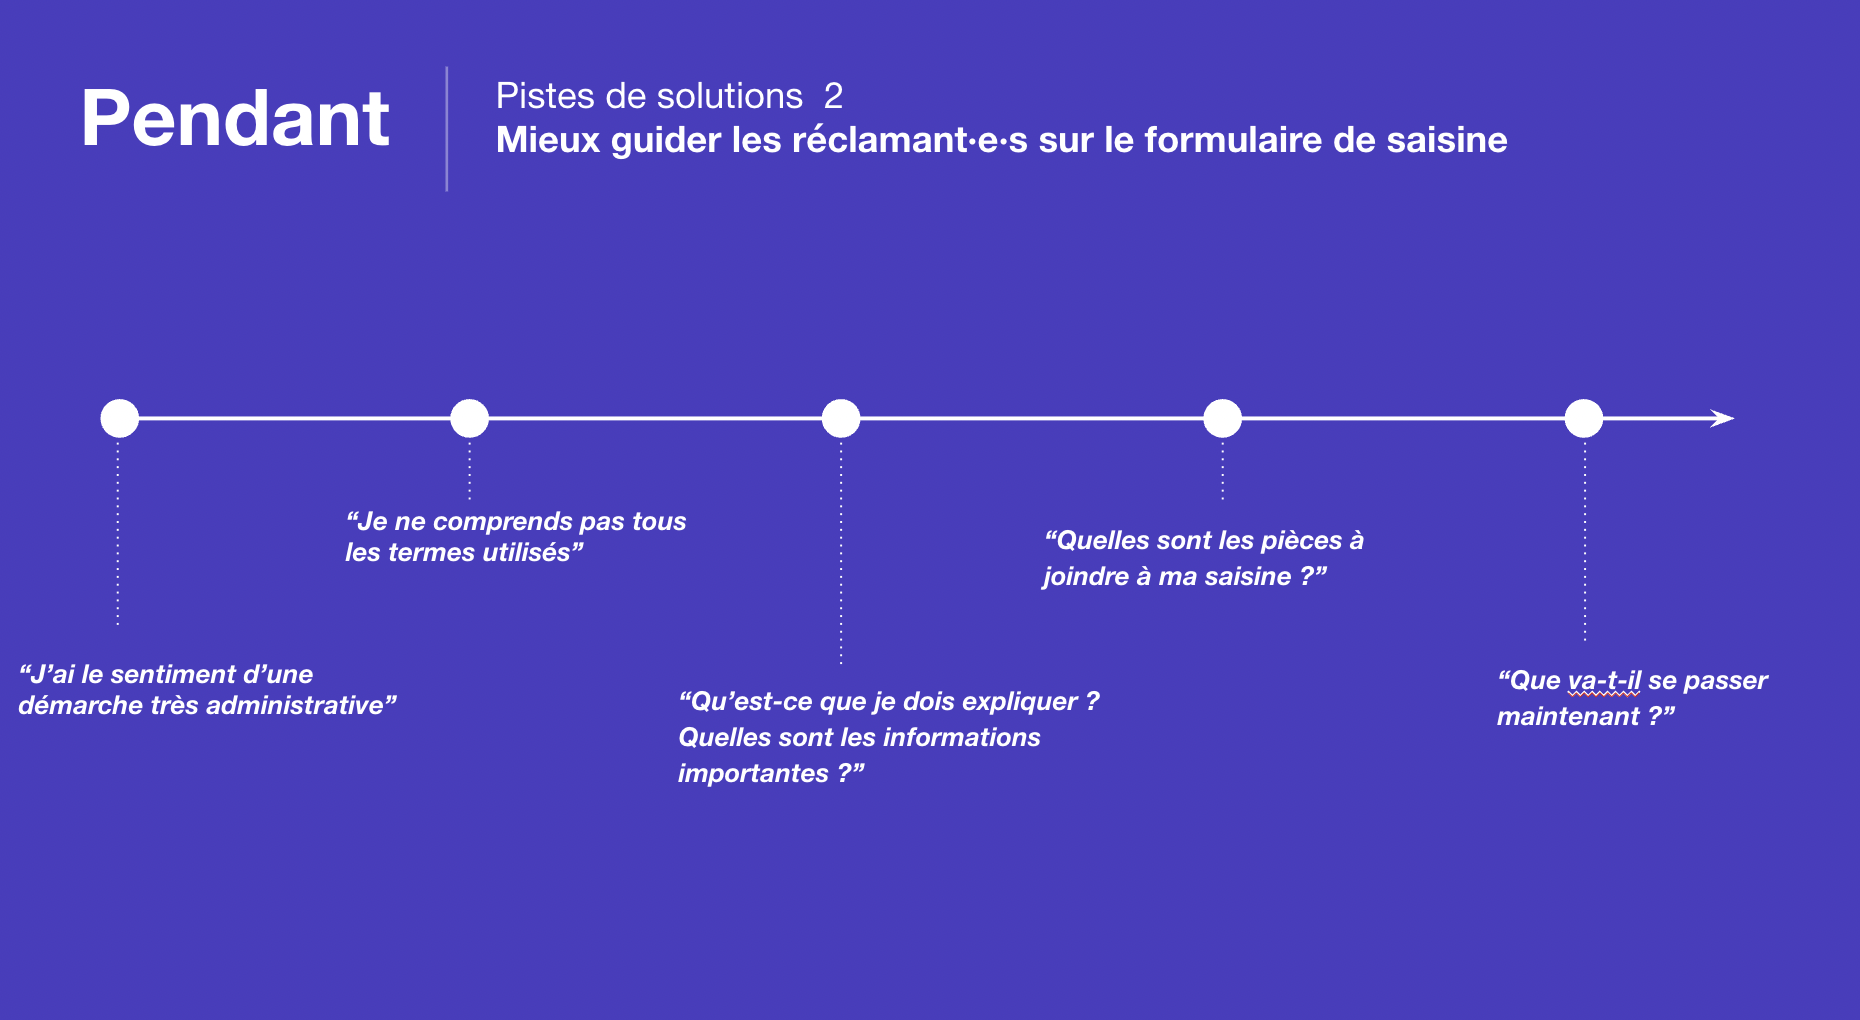 Pendant
Pistes de solutions  2
Mieux guider les réclamant·e·s sur le formulaire de saisine
“J’ai le sentiment d’une
démarche très administrative”
“Je ne comprends pas tous
les termes utilisés”
“Qu’est-ce que je dois expliquer ?
Quelles sont les informations
importantes ?”
“Quelles sont les pièces à
joindre à ma saisine ?”
“Que va-t-il se passer
maintenant ?”